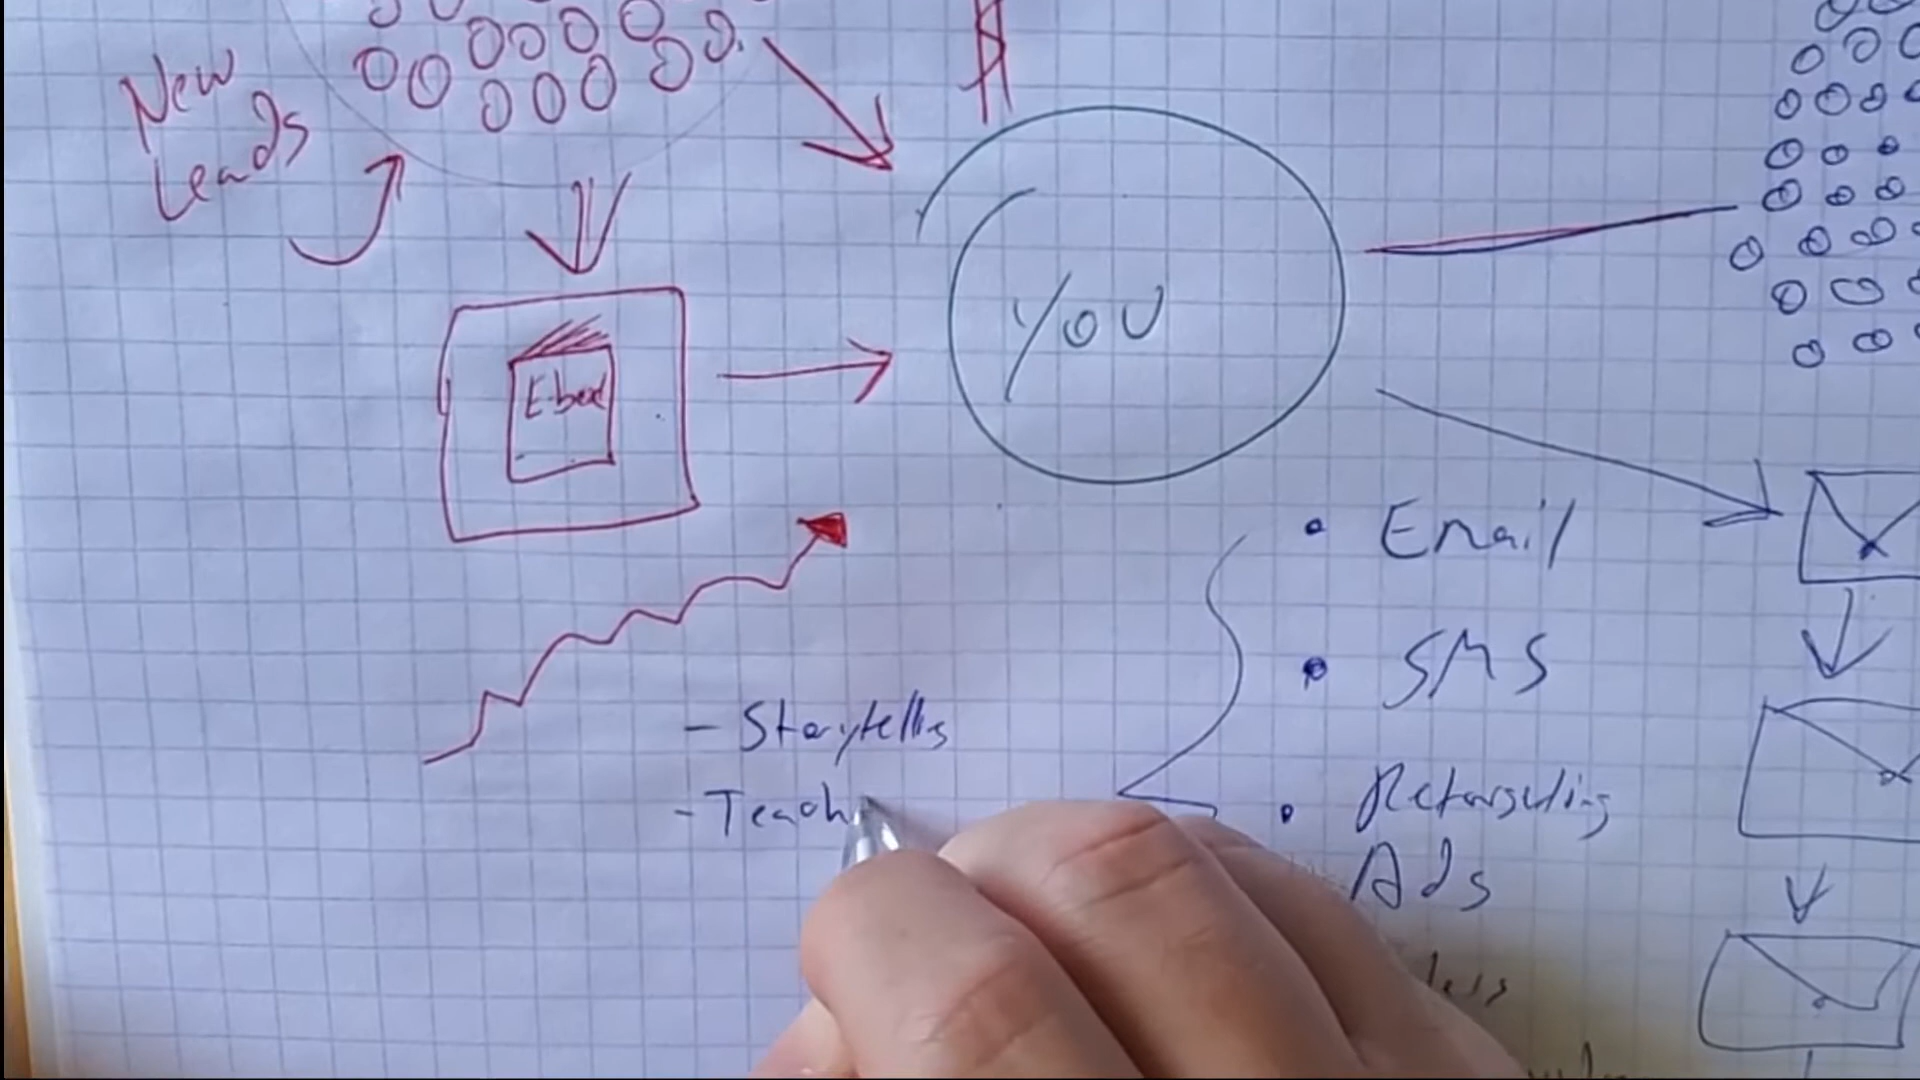 New
Leads
E-book
YOU
• Email
• SMS
- Storytelling
- Teach
• Retargeting
Ads